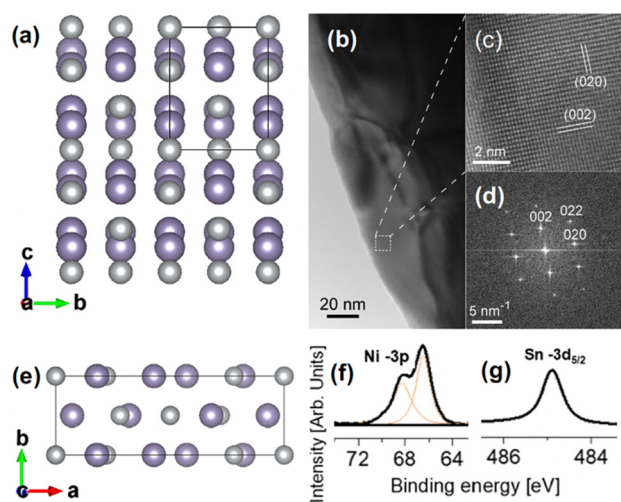 (a)
c
a
b
(b)
20 nm
(c)
(020)
(002)
2 nm
(d)
002
022
020
5 nm⁻¹
(e)
b
c
a
(f)
Ni -3p
(g)
Sn -3d5/2
Intensity [Arb. Units]
72 68 64 486 484
Binding energy [eV]